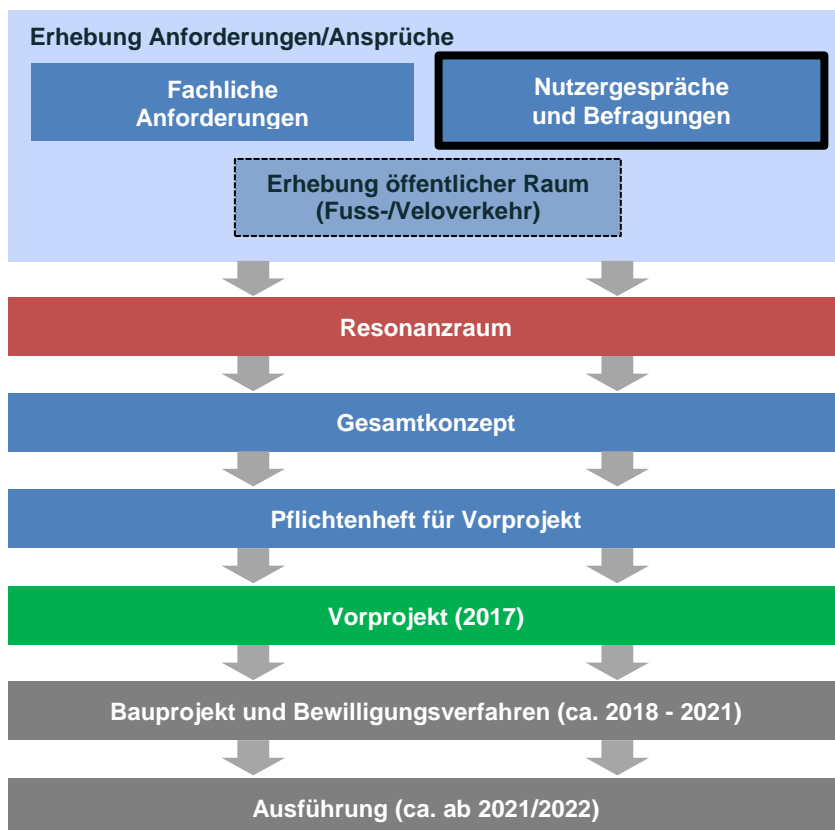 Erhebung Anforderungen/Ansprüche
Fachliche
Anforderungen
Nutzergespräche
und Befragungen
Erhebung öffentlicher Raum
(Fuss-/Veloverkehr)
Resonanzraum
Gesamtkonzept
Pflichtenheft für Vorprojekt
Vorprojekt (2017)
Bauprojekt und Bewilligungsverfahren (ca. 2018 - 2021)
Ausführung (ca. ab 2021/2022)